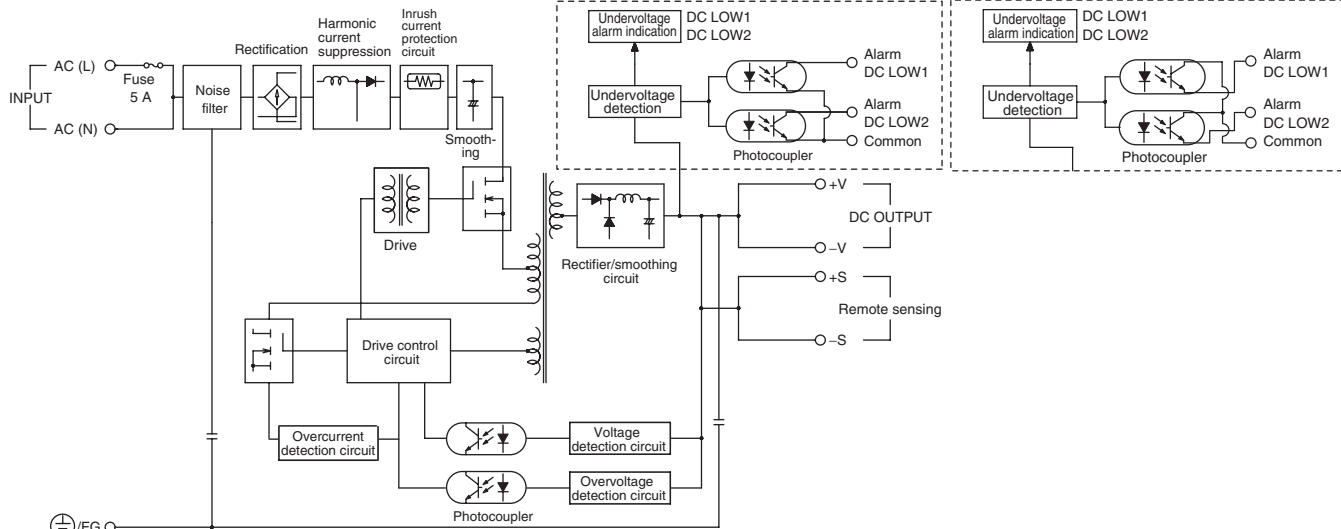 AC (L)
Fuse
5 A
INPUT
AC (N)
Noise
filter
Rectification
Harmonic
current
suppression
Inrush
current
protection
circuit
Smooth-
ing
Drive
Undervoltage
alarm indication
DC LOW1
DC LOW2
Undervoltage
detection
Alarm
DC LOW1
Alarm
DC LOW2
Common
Photocoupler
Undervoltage
alarm indication
DC LOW1
DC LOW2
Undervoltage
detection
Alarm
DC LOW1
Alarm
DC LOW2
Common
Photocoupler
Rectifier/smoothing
circuit
+V
DC OUTPUT
−V
+S
Remote sensing
−S
Drive control
circuit
Overcurrent
detection circuit
Voltage
detection circuit
Overvoltage
detection circuit
Photocoupler
/FG